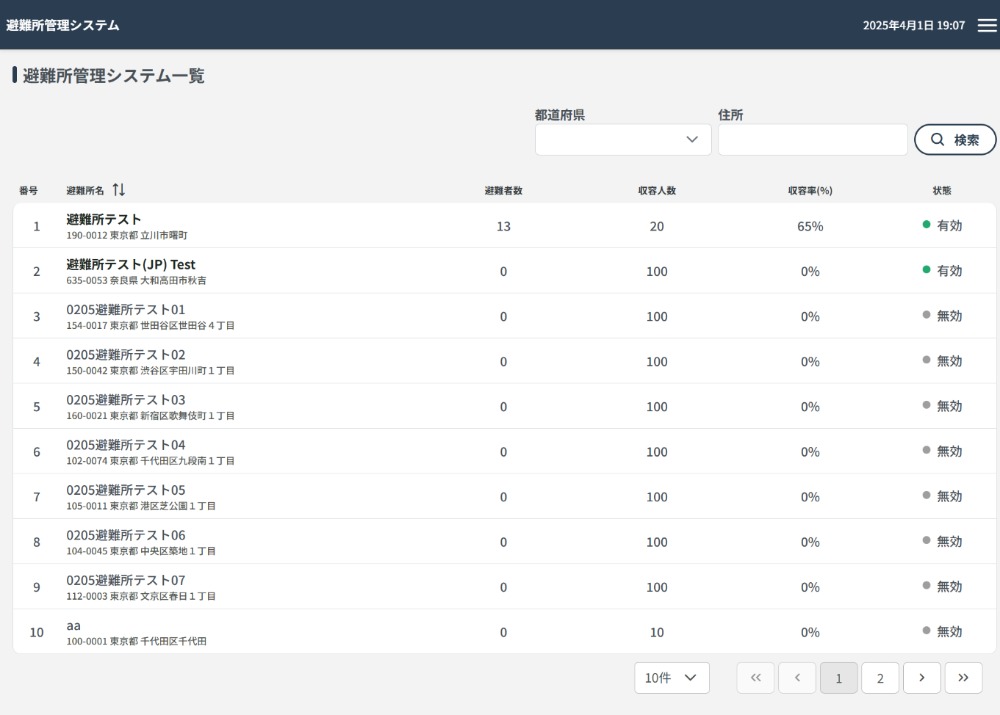 避難所管理システム
2025年4月1日 19:07
避難所管理システム一覧
都道府県
住所
検索
番号 避難所名 避難者数 収容人数 収容率(%) 状態
1 避難所テスト 13 20 65% 有効
190-0012 東京都 立川市曙町
2 避難所テスト(JP) Test 0 100 0% 有効
635-0053 奈良県 大和高田市秋吉
3 0205避難所テスト01 0 100 0% 無効
154-0017 東京都 世田谷区世田谷４丁目
4 0205避難所テスト02 0 100 0% 無効
150-0042 東京都 渋谷区宇田川町１丁目
5 0205避難所テスト03 0 100 0% 無効
160-0021 東京都 新宿区歌舞伎町１丁目
6 0205避難所テスト04 0 100 0% 無効
102-0074 東京都 千代田区九段南１丁目
7 0205避難所テスト05 0 100 0% 無効
105-0011 東京都 港区芝公園１丁目
8 0205避難所テスト06 0 100 0% 無効
104-0045 東京都 中央区築地１丁目
9 0205避難所テスト07 0 100 0% 無効
112-0003 東京都 文京区春日１丁目
10 aa 0 10 0% 無効
100-0001 東京都 千代田区千代田
10件 1 2